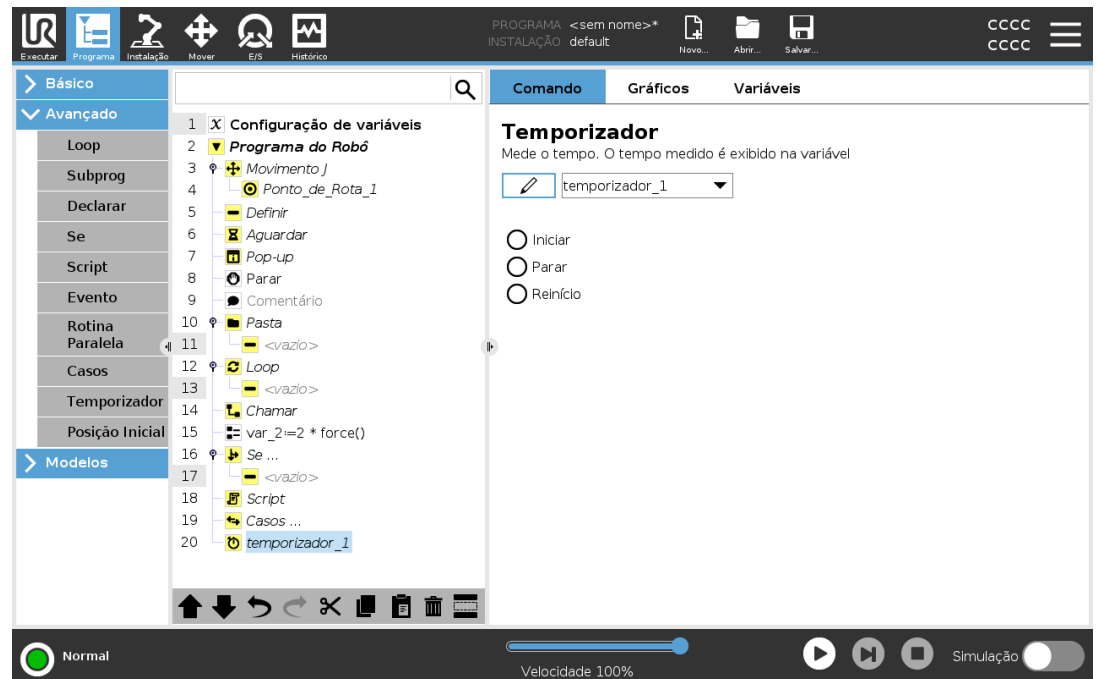 Executar
Programa
Instalação
Mover
E/S
Histórico
PROGRAMA <sem nome>*
INSTALAÇÃO default
Novo...
Abrir...
Salvar...
CCCC
CCCC
Básico
Avançado
Loop
Subprog
Declarar
Se
Script
Evento
Rotina
Paralela
Casos
Temporizador
Posição Inicial
Modelos
1 X Configuração de variáveis
2 Programa do Robô
3 Movimento J
4 Ponto_de_Rota_1
5 Definir
6 Aguardar
7 Pop-up
8 Parar
9 Comentário
10 Pasta
11 <vazio>
12 Loop
13 <vazio>
14 Chamar
15 var_2:=2 * force()
16 Se ...
17 <vazio>
18 Script
19 Casos ...
20 temporizador_1
Comando Gráficos Variáveis
Temporizador
Mede o tempo. O tempo medido é exibido na variável
temporizador_1
Iniciar
Parar
Reinício
Normal
Velocidade 100%
Simulação